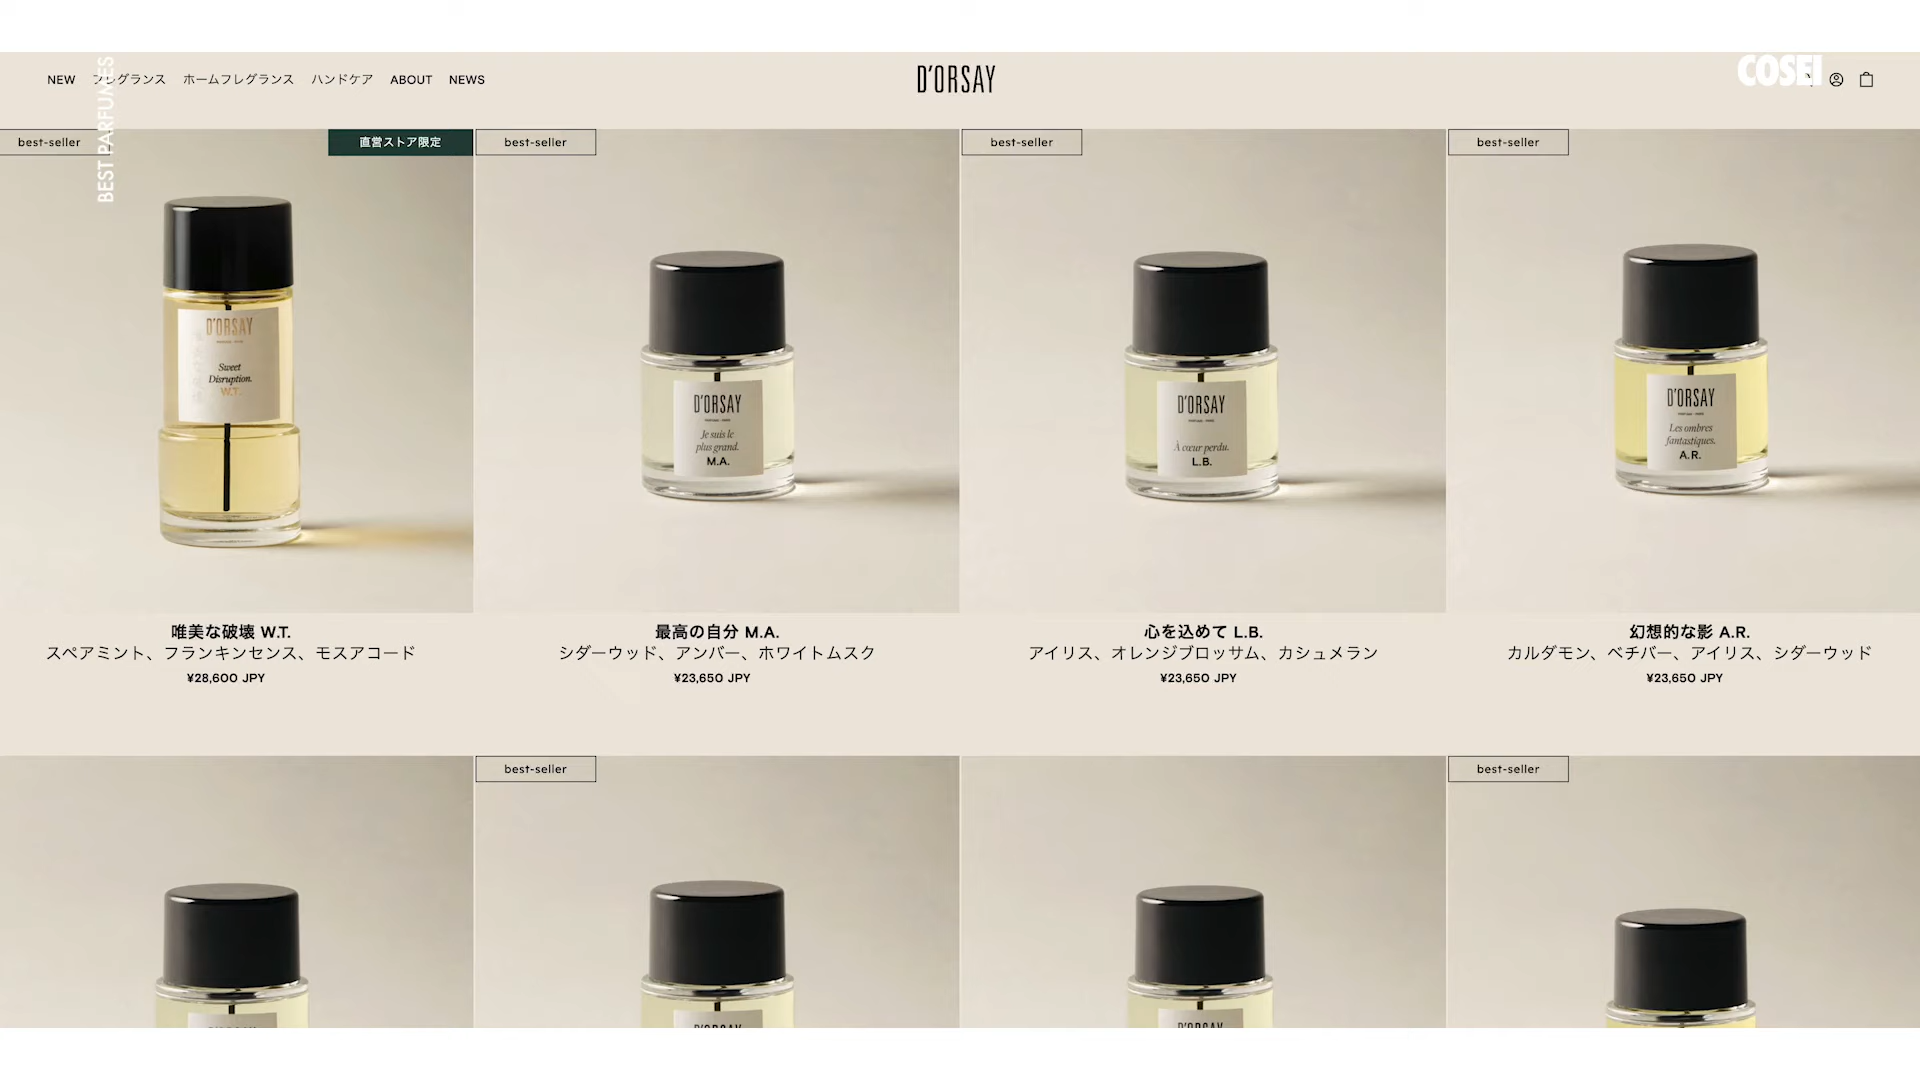 NEW フレグランス ホームフレグランス ハンドケア ABOUT NEWS
D'ORSAY
COSEI
BEST PARFUMES
best-seller
直営ストア限定
best-seller
best-seller
best-seller
D'ORSAY
Sweet
Disruption.
W.T.
D'ORSAY
Je suis le
plus grand.
M.A.
D'ORSAY
À cœur perdu.
L.B.
D'ORSAY
Les ombres
fantastiques.
A.R.
唯美な破壊 W.T.
スペアミント、フランキンセンス、モスアコード
¥28,600 JPY
最高の自分 M.A.
シダーウッド、アンバー、ホワイトムスク
¥23,650 JPY
心を込めて L.B.
アイリス、オレンジブロッサム、カシュメラン
¥23,650 JPY
幻想的な影 A.R.
カルダモン、ベチバー、アイリス、シダーウッド
¥23,650 JPY
best-seller
best-seller